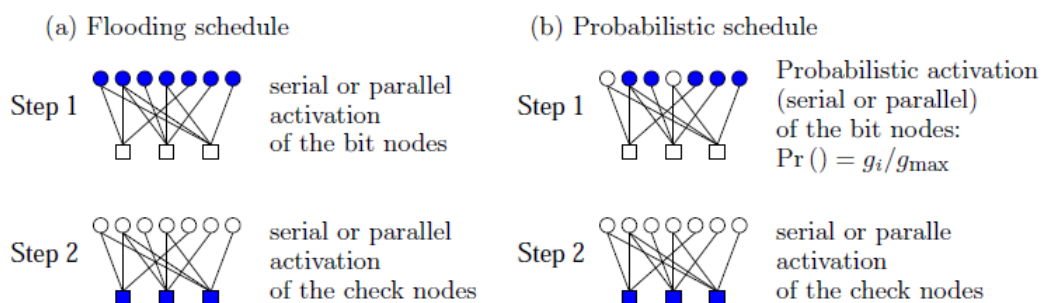 (a) Flooding schedule
Step 1
serial or parallel
activation
of the bit nodes
Step 2
serial or parallel
activation
of the check nodes
(b) Probabilistic schedule
Step 1
Probabilistic activation
(serial or parallel)
of the bit nodes:
Pr () = g_i/g_max
Step 2
serial or paralle
activation
of the check nodes